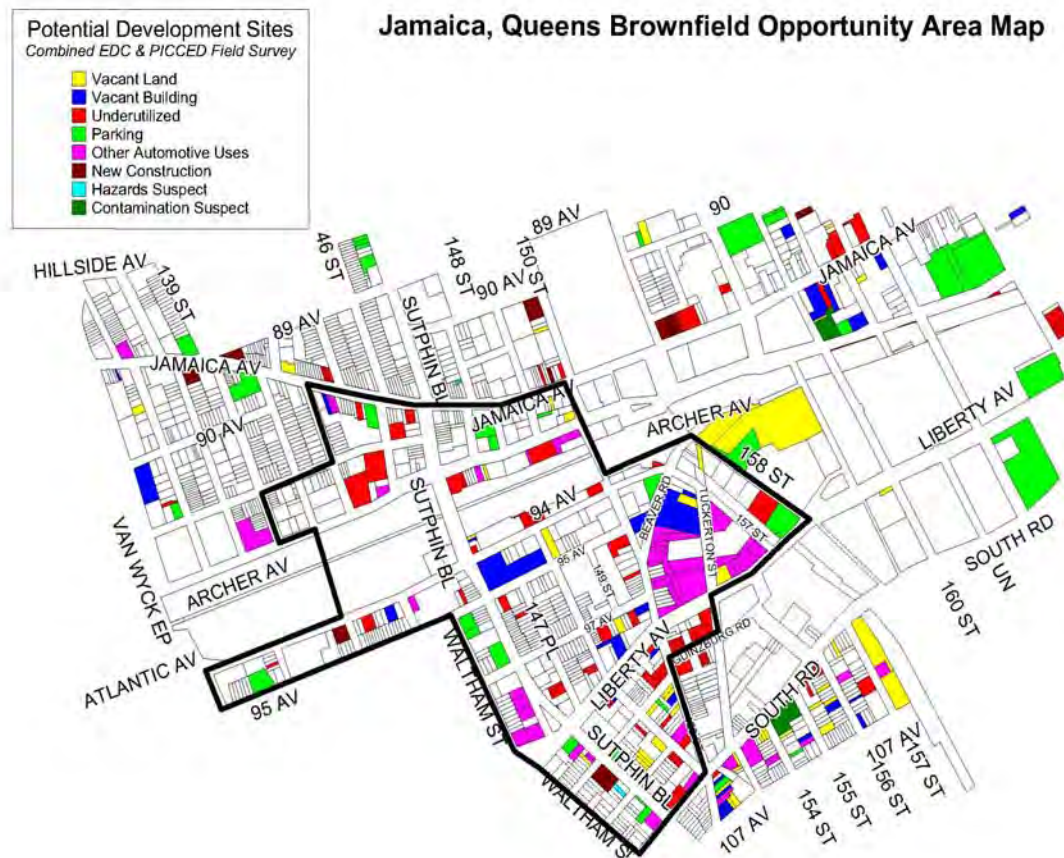 Jamaica, Queens Brownfield Opportunity Area Map
Potential Development Sites
Combined EDC & PICCED Field Survey
Vacant Land
Vacant Building
Underutilized
Parking
Other Automotive Uses
New Construction
Hazards Suspect
Contamination Suspect
HILLSIDE AV
139 ST
46 ST
148 ST
150 ST
89 AV
90
90 AV
89 AV
SUTPHIN BL
JAMAICA AV
JAMAICA AV
JAMAICA AV
90 AV
ARCHER AV
LIBERTY AV
158 ST
SUTPHIN BL
94 AV
BEAVER RD
TUCKERTON ST
157 ST
95 AV
149 ST
SOUTH RD
UN
160 ST
VAN WYCK EP
ARCHER AV
147 PL
97 AV
LIBERTY AV
GUINZBURG RD
ATLANTIC AV
95 AV
WALTHAM ST
SOUTH RD
SUTPHIN BL
107 AV
157 ST
156 ST
155 ST
154 ST
107 AV
WALTHAM S